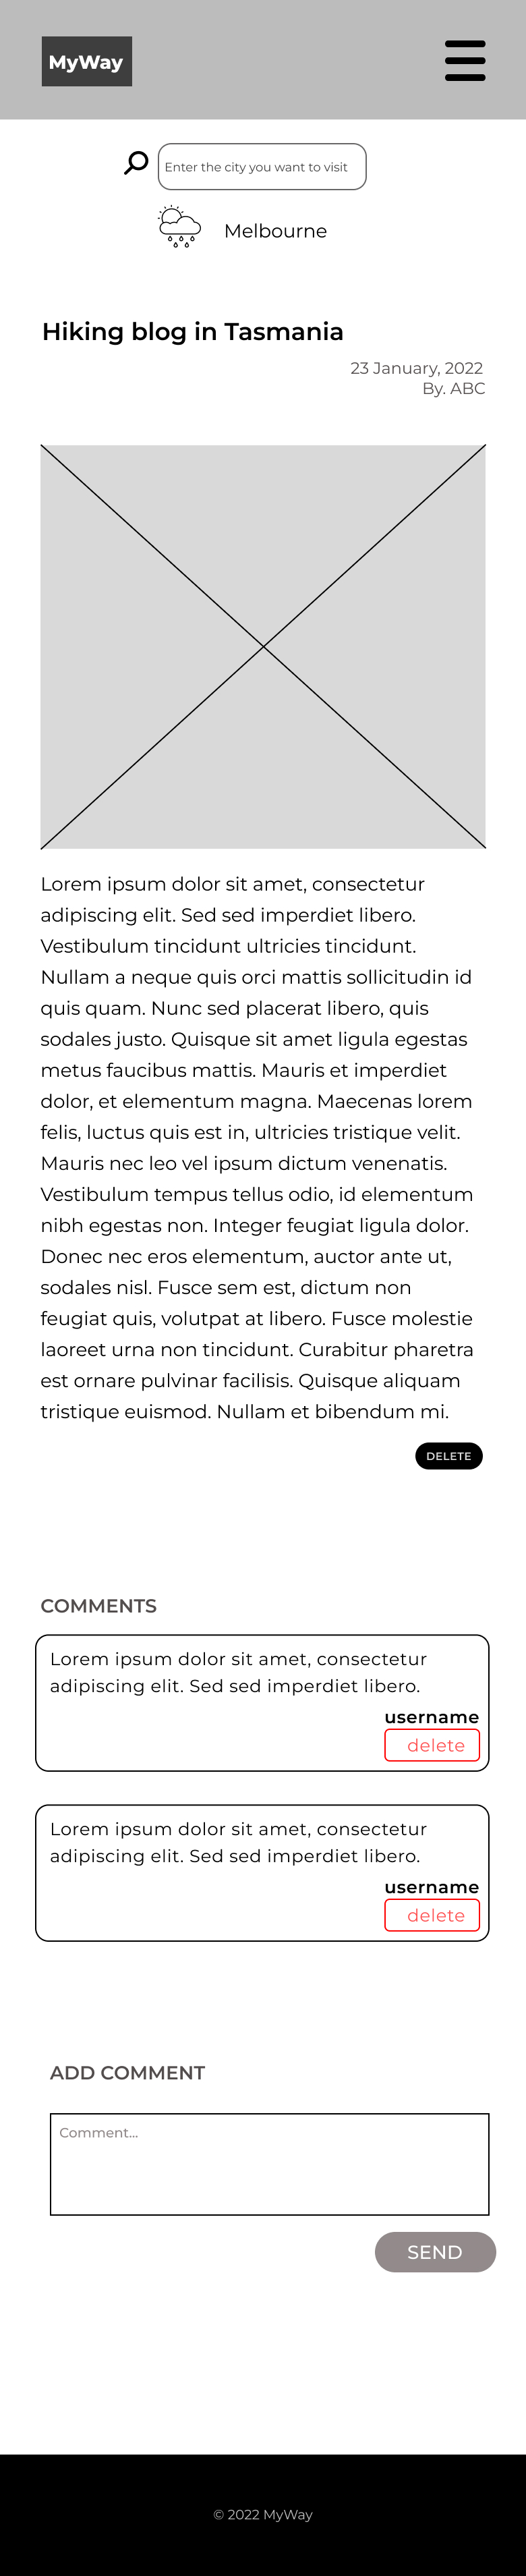 MyWay
Enter the city you want to visit
Melbourne
Hiking blog in Tasmania
23 January, 2022
By. ABC
Lorem ipsum dolor sit amet, consectetur
adipiscing elit. Sed sed imperdiet libero.
Vestibulum tincidunt ultricies tincidunt.
Nullam a neque quis orci mattis sollicitudin id
quis quam. Nunc sed placerat libero, quis
sodales justo. Quisque sit amet ligula egestas
metus faucibus mattis. Mauris et imperdiet
dolor, et elementum magna. Maecenas lorem
felis, luctus quis est in, ultricies tristique velit.
Mauris nec leo vel ipsum dictum venenatis.
Vestibulum tempus tellus odio, id elementum
nibh egestas non. Integer feugiat ligula dolor.
Donec nec eros elementum, auctor ante ut,
sodales nisl. Fusce sem est, dictum non
feugiat quis, volutpat at libero. Fusce molestie
laoreet urna non tincidunt. Curabitur pharetra
est ornare pulvinar facilisis. Quisque aliquam
tristique euismod. Nullam et bibendum mi.
DELETE
COMMENTS
Lorem ipsum dolor sit amet, consectetur
adipiscing elit. Sed sed imperdiet libero.
username
delete
Lorem ipsum dolor sit amet, consectetur
adipiscing elit. Sed sed imperdiet libero.
username
delete
ADD COMMENT
Comment...
SEND
© 2022 MyWay